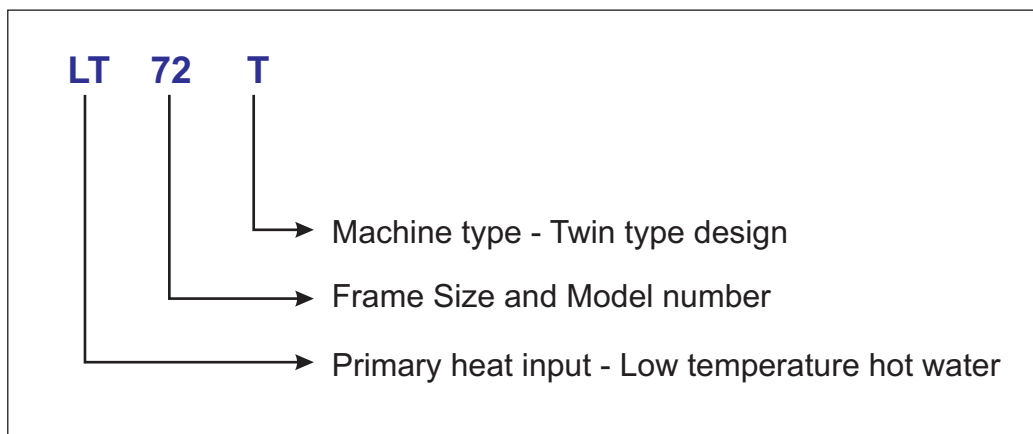 LT 72 T
Machine type - Twin type design
Frame Size and Model number
Primary heat input - Low temperature hot water